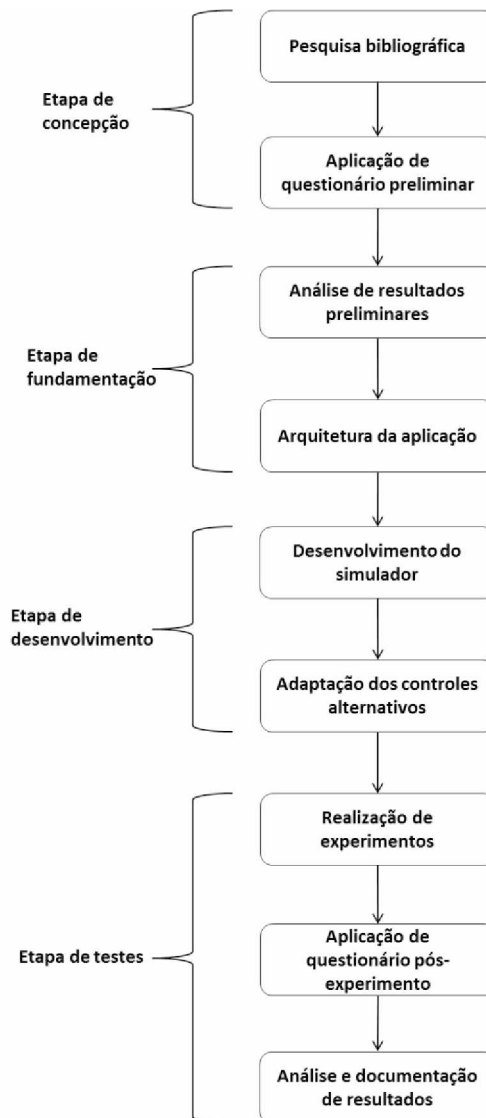 Pesquisa bibliográfica
Etapa de
concepção
Aplicação de
questionário preliminar
Análise de resultados
preliminares
Etapa de
fundamentação
Arquitetura da aplicação
Desenvolvimento do
simulador
Etapa de
desenvolvimento
Adaptação dos controles
alternativos
Realização de
experimentos
Etapa de testes
Aplicação de
questionário pós-
experimento
Análise e documentação
de resultados